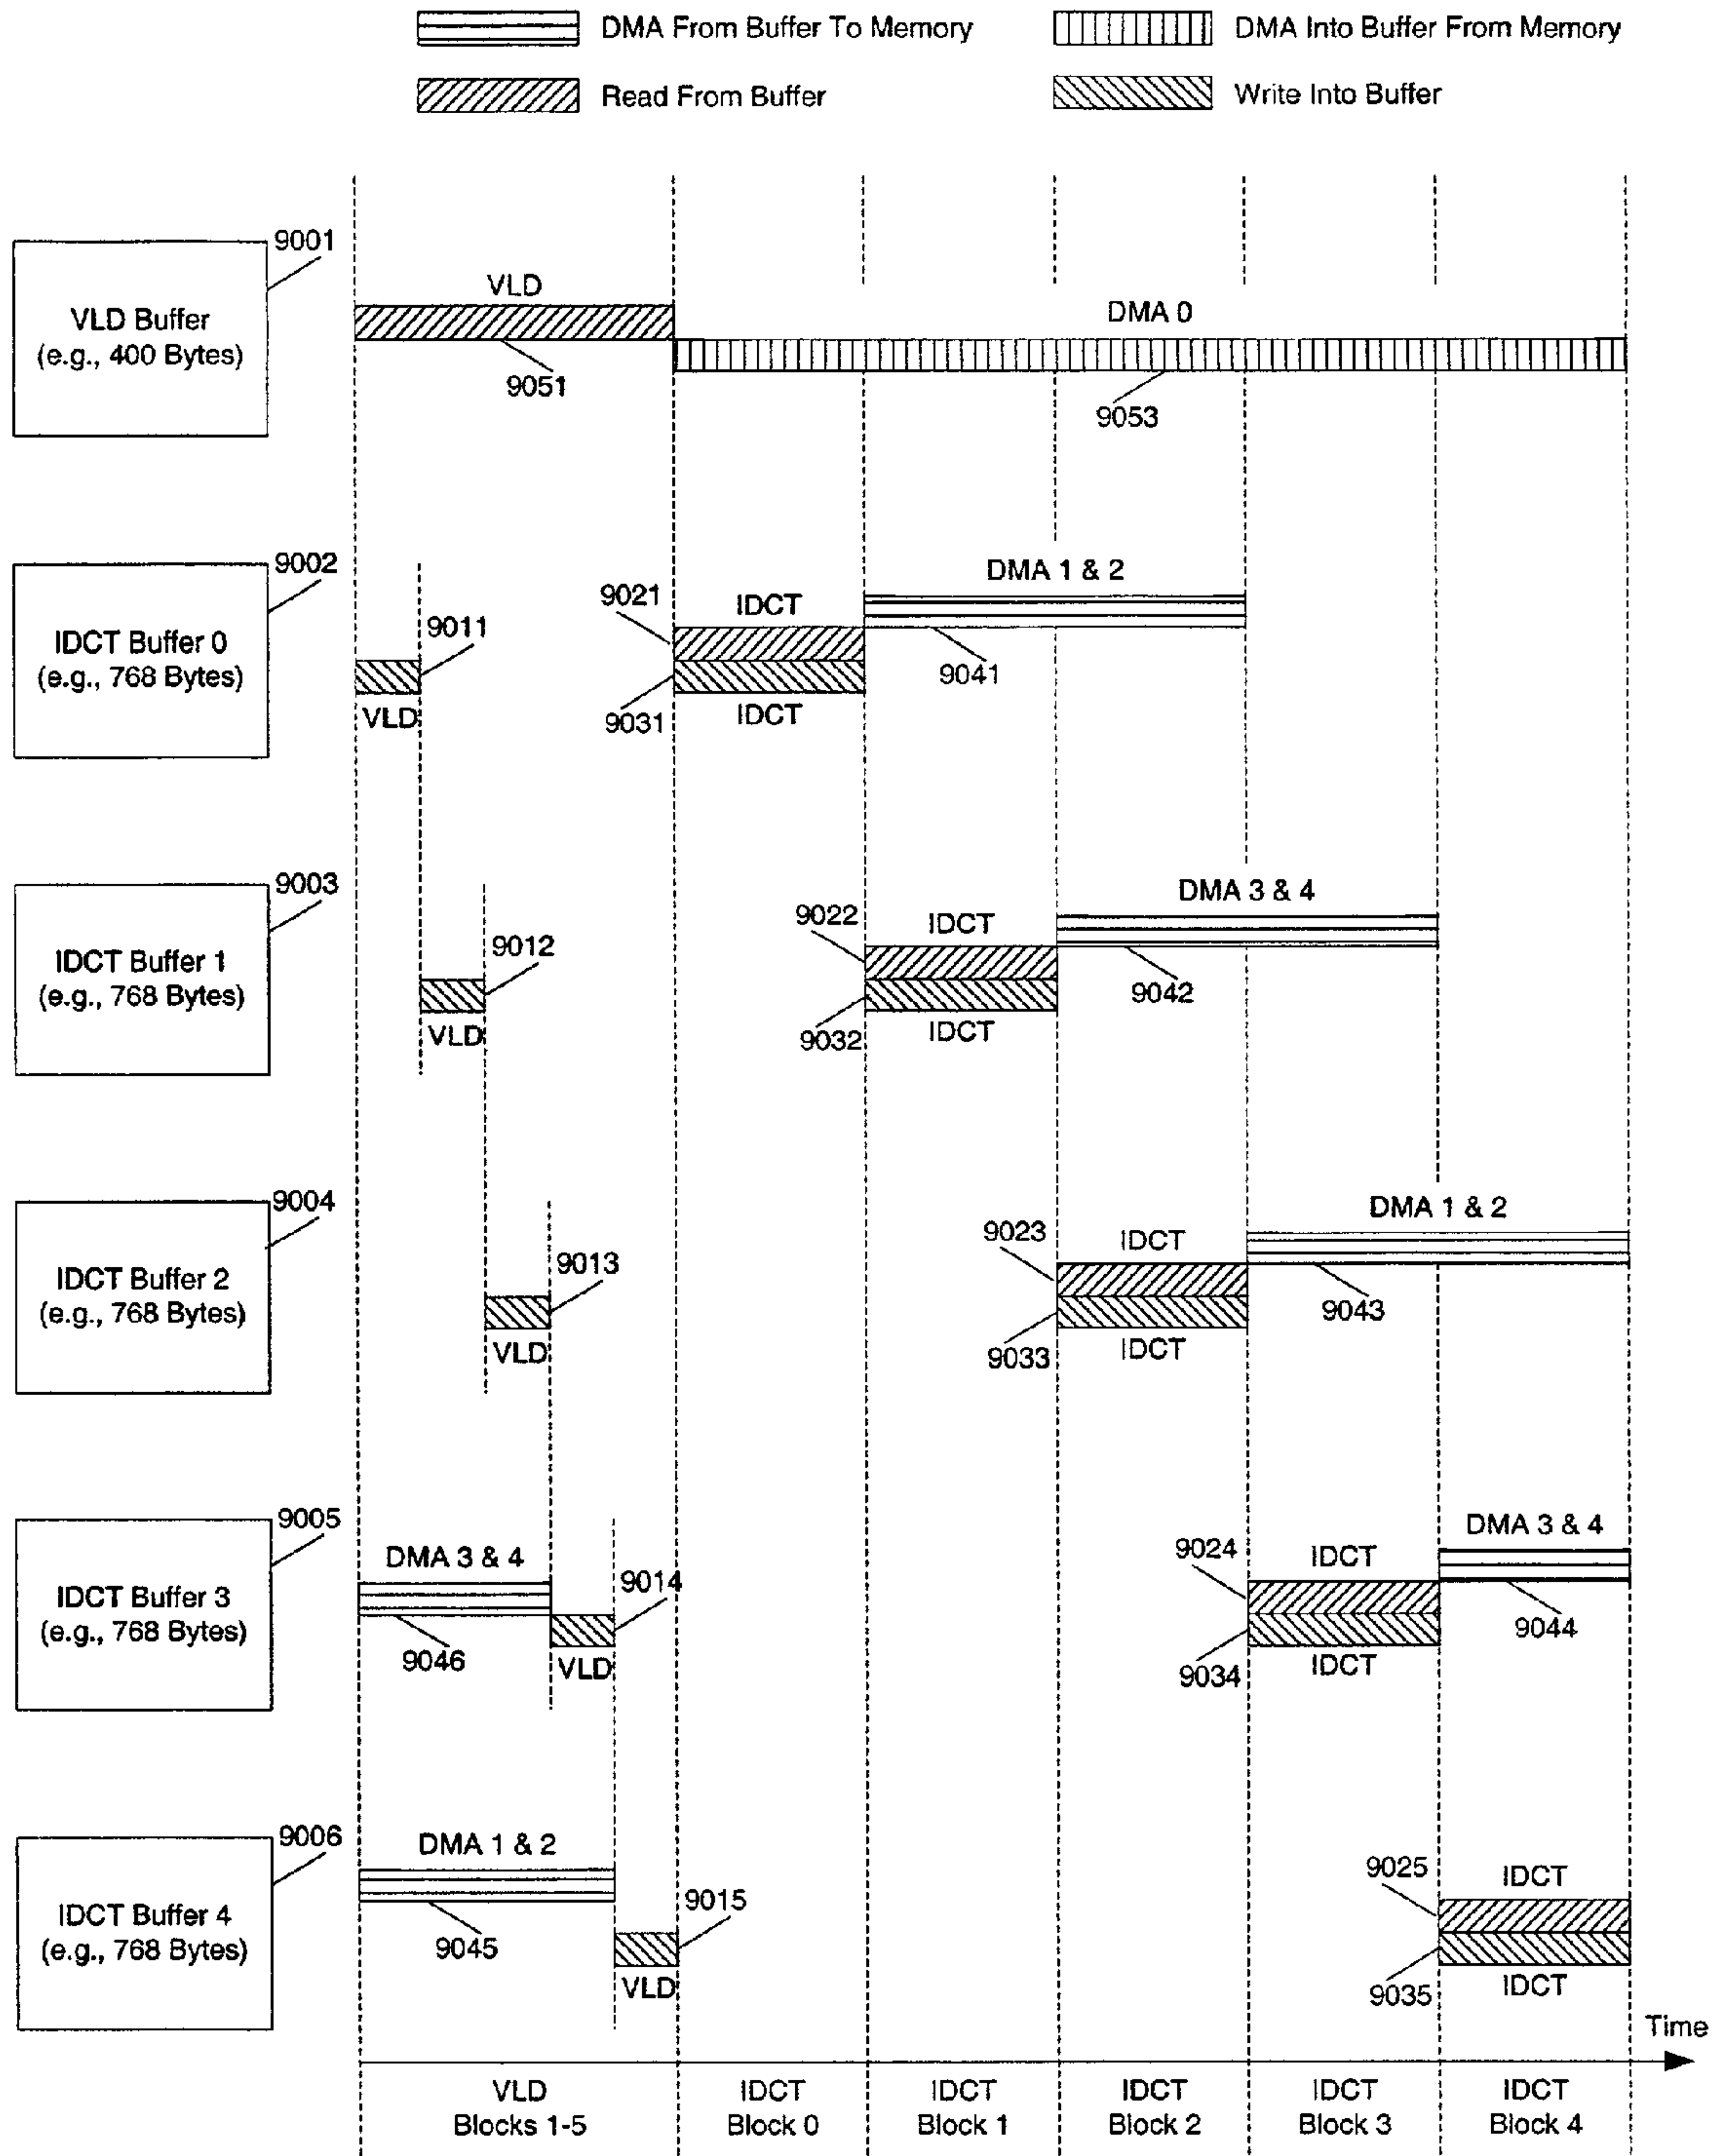 DMA From Buffer To Memory
DMA Into Buffer From Memory
Read From Buffer
Write Into Buffer
9001
VLD Buffer
(e.g., 400 Bytes)
VLD
9051
DMA 0
9053
9002
IDCT Buffer 0
(e.g., 768 Bytes)
9011
VLD
9021
IDCT
9031
IDCT
DMA 1 & 2
9041
9003
IDCT Buffer 1
(e.g., 768 Bytes)
9012
VLD
9022
IDCT
9032
IDCT
DMA 3 & 4
9042
9004
IDCT Buffer 2
(e.g., 768 Bytes)
9013
VLD
9023
IDCT
9033
IDCT
DMA 1 & 2
9043
9005
IDCT Buffer 3
(e.g., 768 Bytes)
DMA 3 & 4
9046
9014
VLD
9024
IDCT
9034
IDCT
DMA 3 & 4
9044
9006
IDCT Buffer 4
(e.g., 768 Bytes)
DMA 1 & 2
9045
9015
VLD
9025
IDCT
9035
IDCT
Time
VLD
Blocks 1-5
IDCT
Block 0
IDCT
Block 1
IDCT
Block 2
IDCT
Block 3
IDCT
Block 4